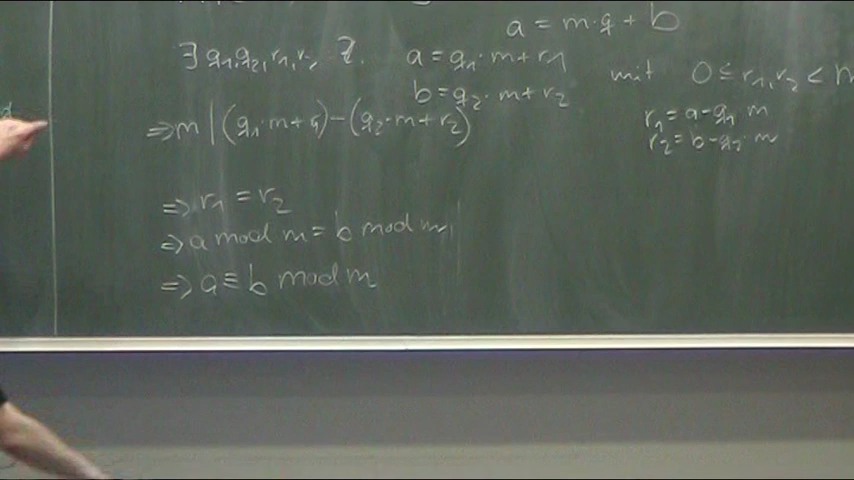 a = m·q + b
∃ q₁,q₂,r₁,r₂ ∈ ℤ. a = q₁·m+r₁
mit 0 ≤ r₁,r₂ < m
b = q₂·m+r₂
r₁ = a-q₁·m
⇒ m | (q₁·m+r₁)-(q₂·m+r₂)
r₂ = b-q₂·m
⇒ r₁ = r₂
⇒ a mod m = b mod m
⇒ a ≡ b mod m